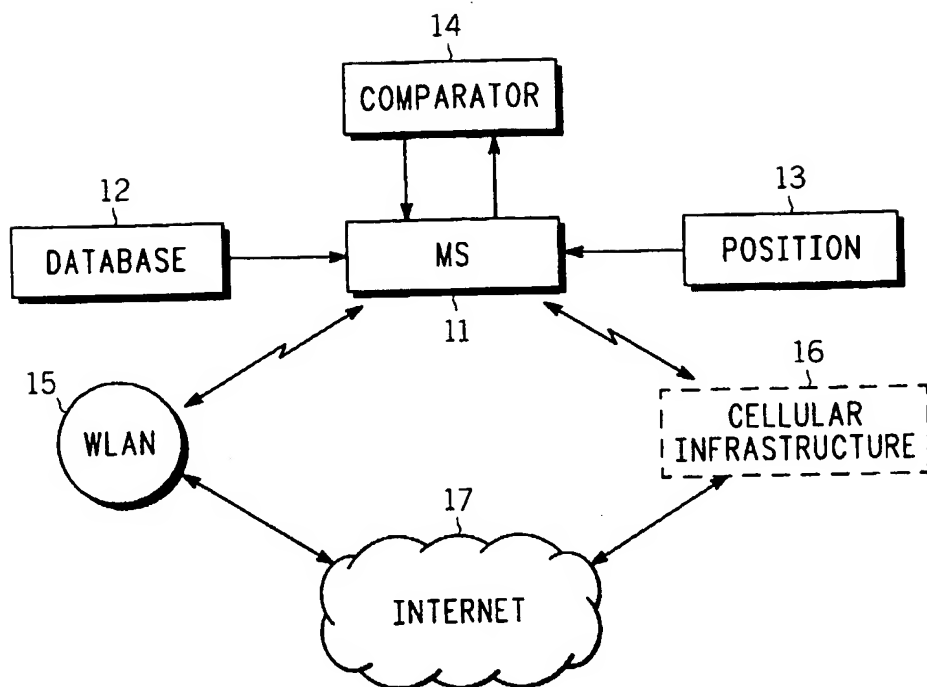 14
COMPARATOR
12
DATABASE
MS
11
13
POSITION
15
WLAN
16
CELLULAR
INFRASTRUCTURE
17
INTERNET